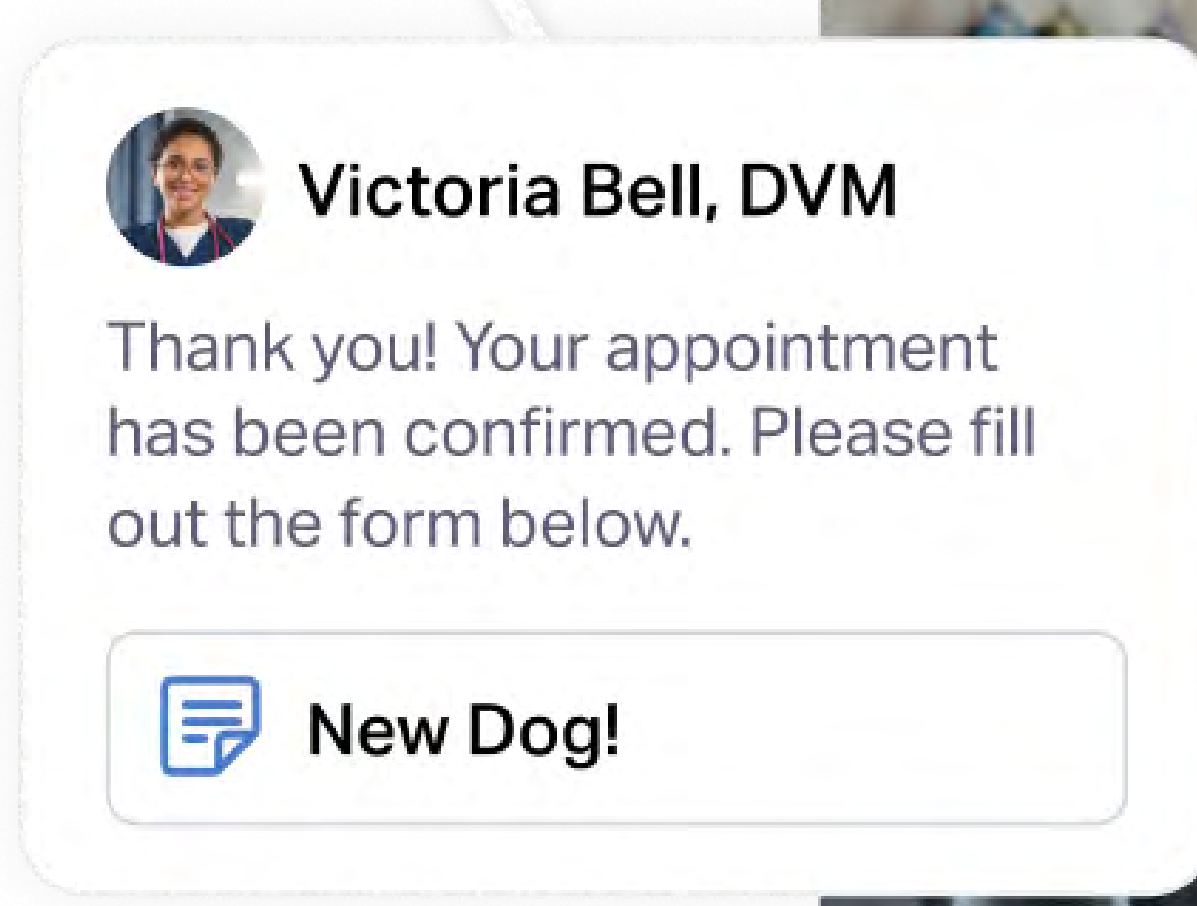 Victoria Bell, DVM
Thank you! Your appointment
has been confirmed. Please fill
out the form below.
New Dog!